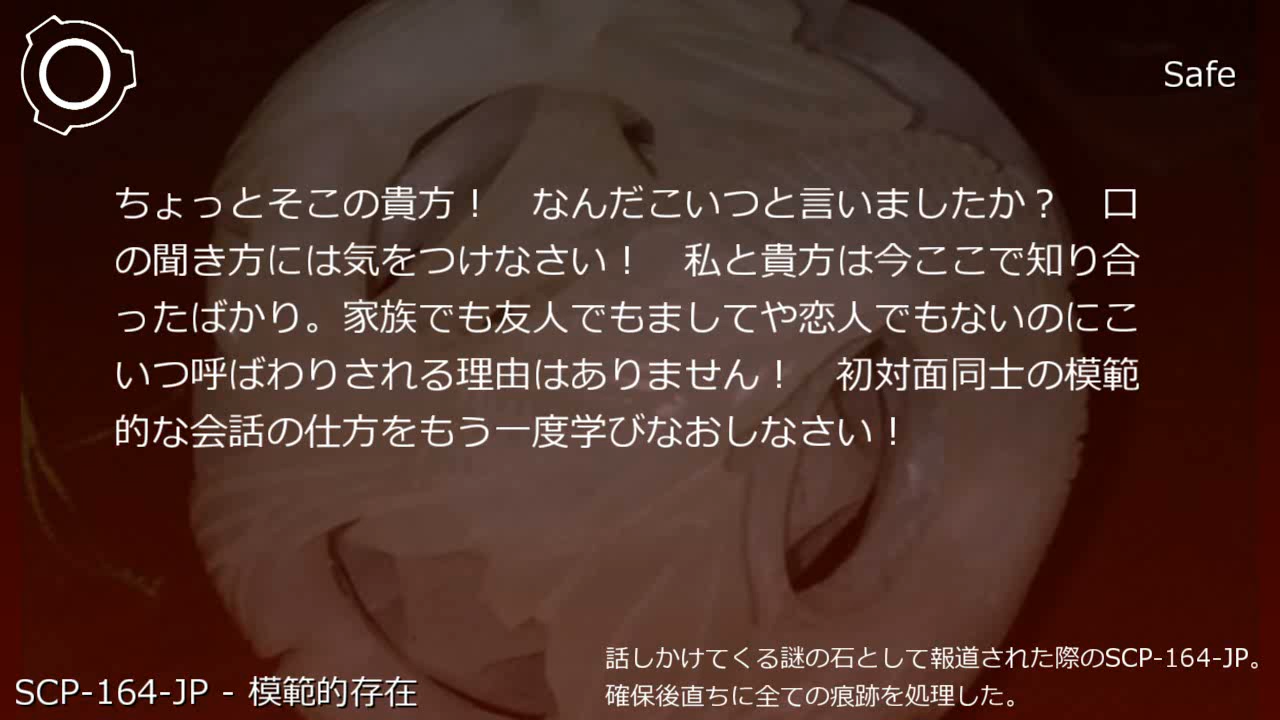 Safe
ちょっとそこの貴方！　なんだこいつと言いましたか？　口
の聞き方には気をつけなさい！　私と貴方は今ここで知り合
ったばかり。家族でも友人でもましてや恋人でもないのにこ
いつ呼ばわりされる理由はありません！　初対面同士の模範
的な会話の仕方をもう一度学びなおしなさい！
話しかけてくる謎の石として報道された際のSCP-164-JP。
確保後直ちに全ての痕跡を処理した。
SCP-164-JP - 模範的存在